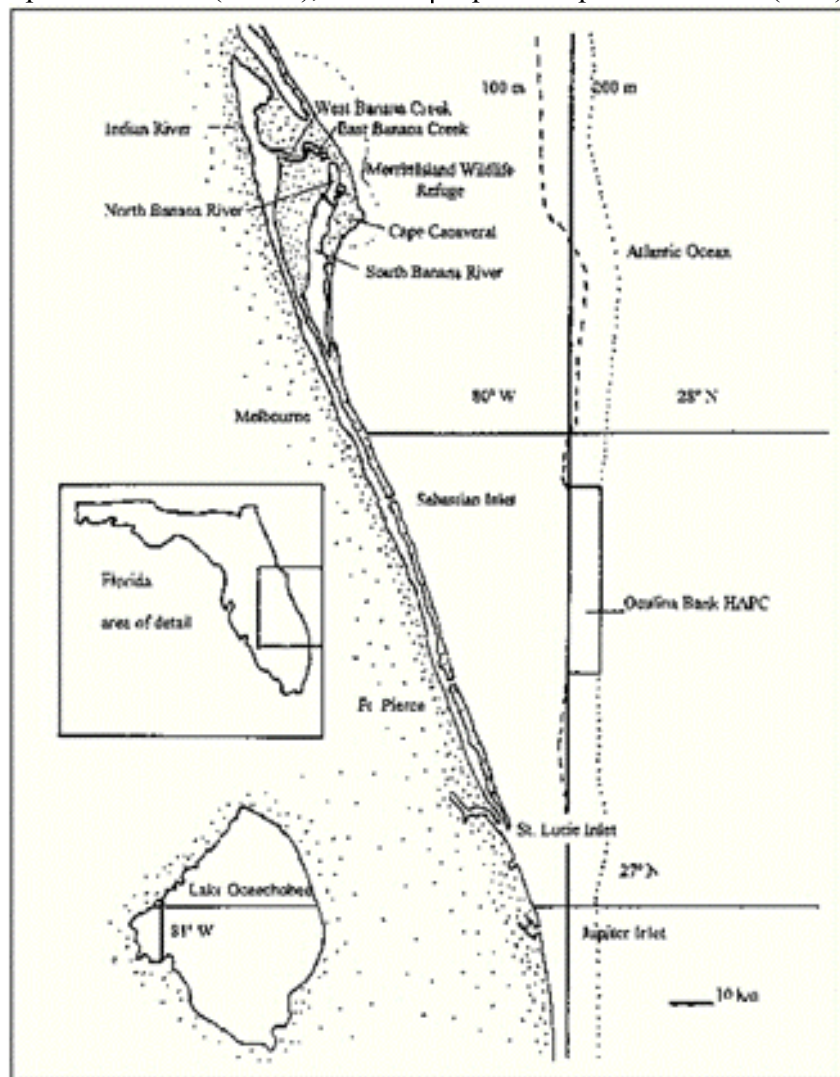 100 m
200 m
West Banana Creek
Indian River
East Banana Creek
Merritt Island Wildlife
Refuge
North Banana River
Cape Canaveral
Atlantic Ocean
South Banana River
80° W
28° N
Melbourne
Sebastian Inlet
Florida
area of detail
Oculina Bank HAPC
Ft. Pierce
St. Lucie Inlet
27°
Lake Oceechobee
81° W
Jupiter Inlet
10 km